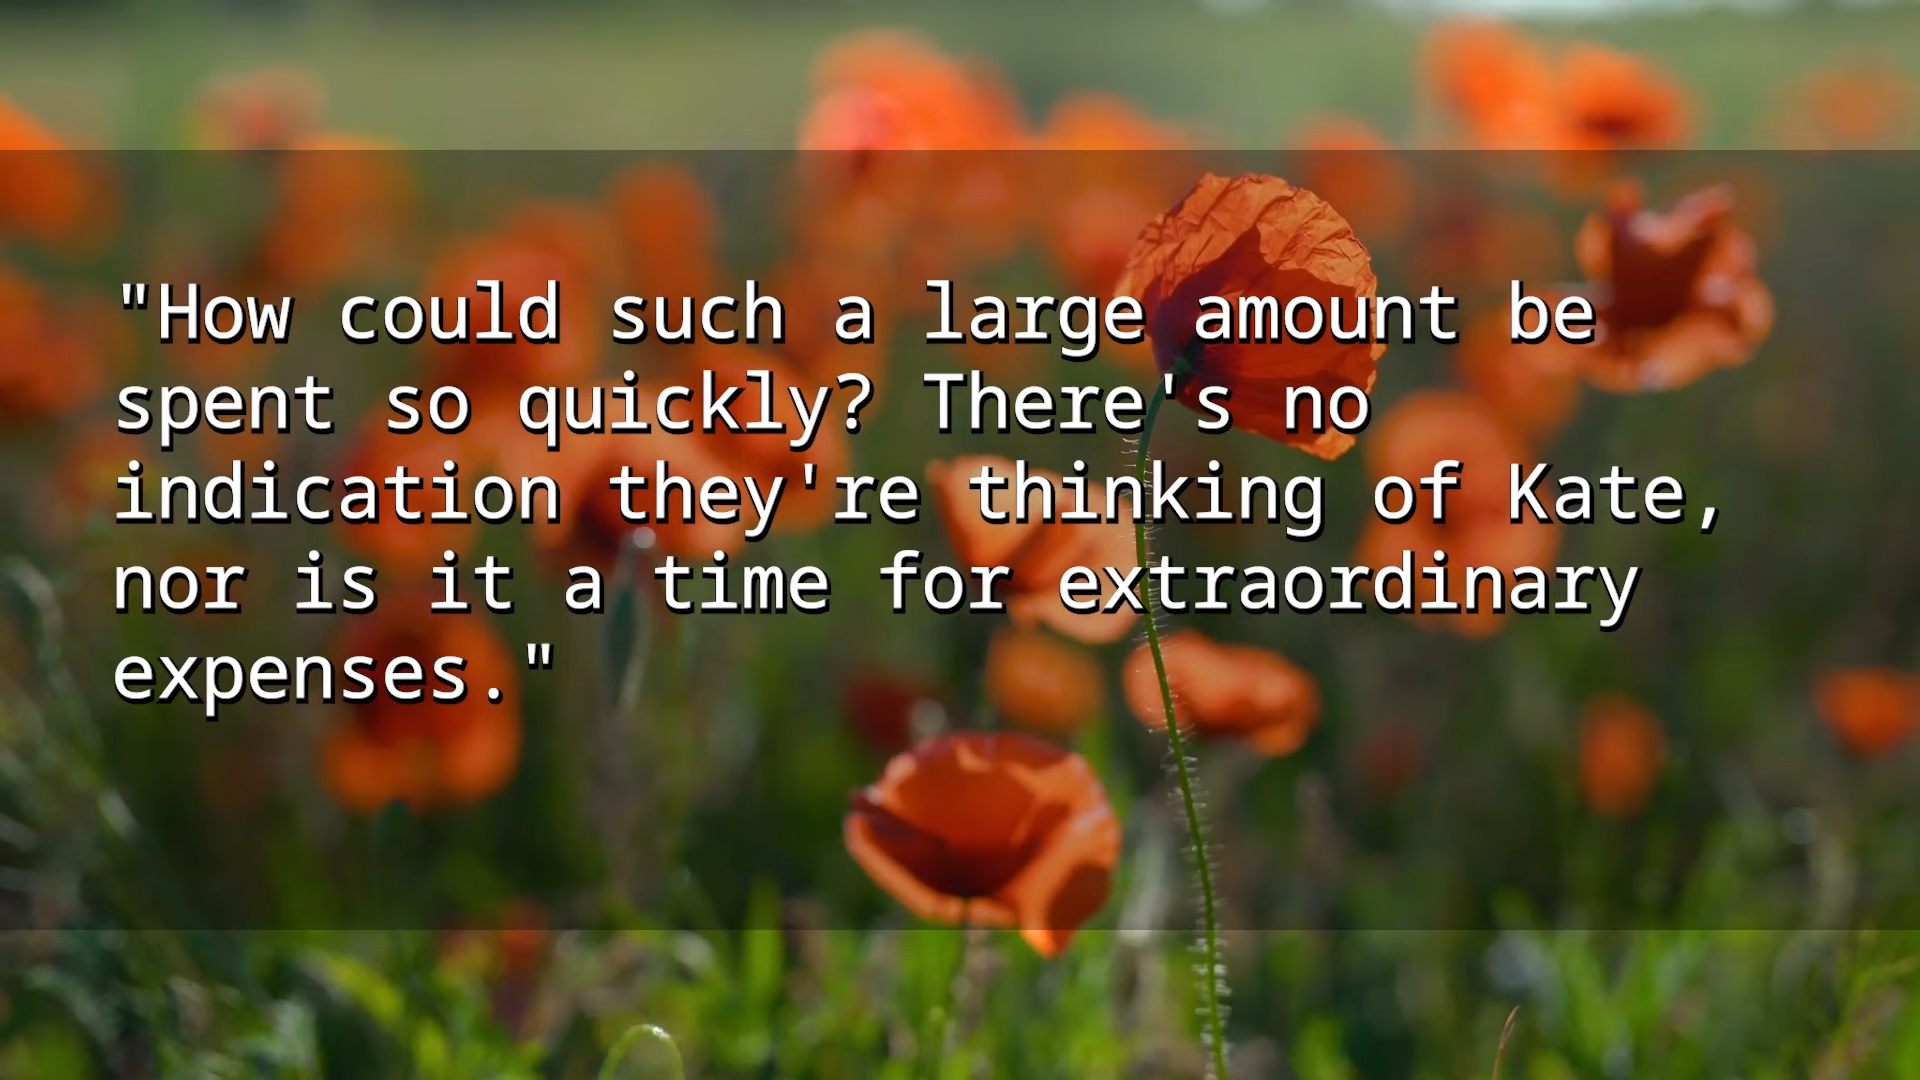 "How could such a large amount be
spent so quickly? There's no
indication they're thinking of Kate,
nor is it a time for extraordinary
expenses."